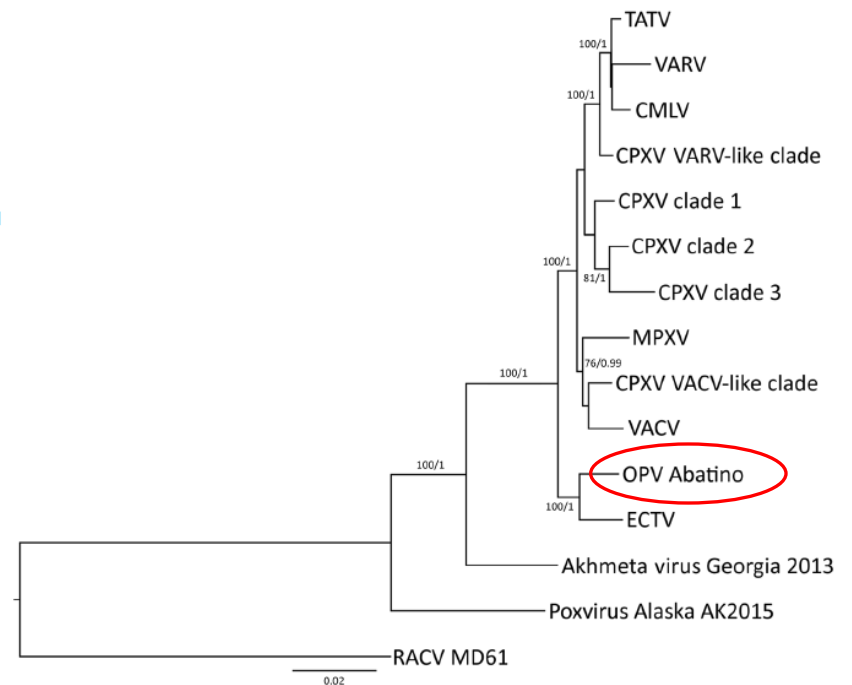 TATV
100/1
VARV
100/1
CMLV
CPXV VARV-like clade
CPXV clade 1
CPXV clade 2
100/1
81/1
CPXV clade 3
MPXV
76/0.99
100/1
CPXV VACV-like clade
VACV
100/1
OPV Abatino
100/1
ECTV
Akhmeta virus Georgia 2013
Poxvirus Alaska AK2015
RACV MD61
0.02